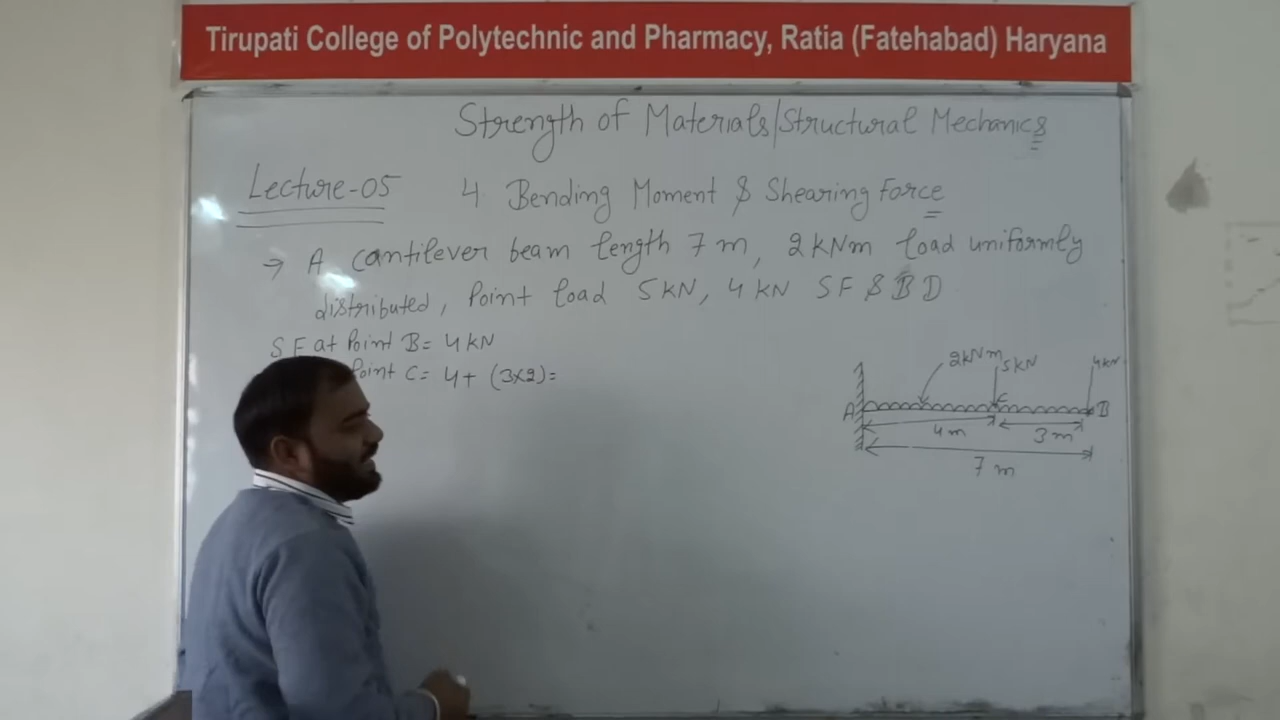 Tirupati College of Polytechnic and Pharmacy, Ratia (Fatehabad) Haryana
Strength of Materials/Structural Mechanics
Lecture-05 4. Bending Moment & Shearing Force
→ A cantilever beam length 7 m, 2 kNm load uniformly
distributed, Point load 5 kN, 4 kN SF & BD
SF at Point B = 4 kN
Point C = 4 + (3×2) =
2kNm 5kN 4kN
A C B
4 m 3 m
7 m